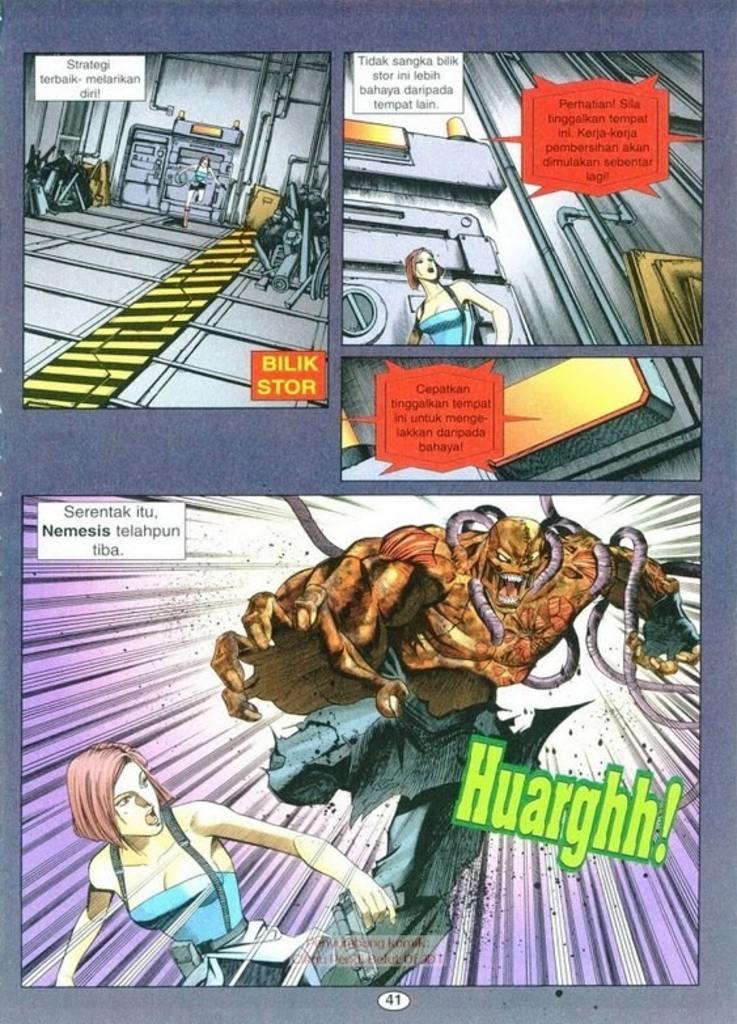 Strategi
terbaik- melarikan
diri!
BILIK
STOR
Tidak sangka bilik
stor ini lebih
bahaya daripada
tempat lain.
Perhatian! Sila
tinggalkan tempat
ini. Kerja-kerja
pembersihan akan
dimulakan sebentar
lagi!
Cepatkan
tinggalkan tempat
ini untuk menge-
lakkan daripada
bahaya!
Serentak itu,
Nemesis telahpun
tiba.
Huarghh!
Penyumbang komik:
41